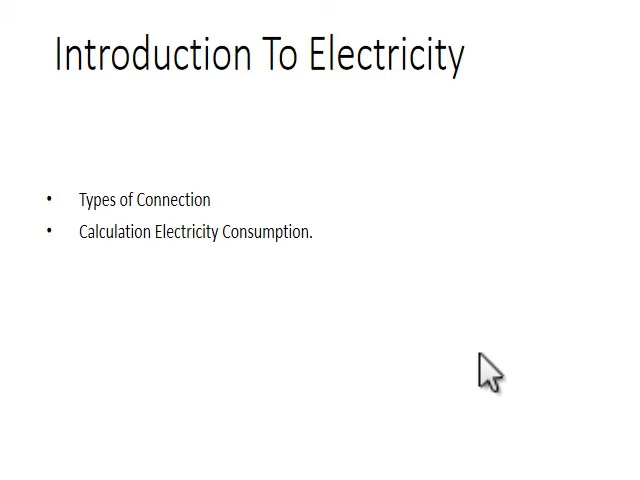 Introduction To Electricity
• Types of Connection
• Calculation Electricity Consumption.